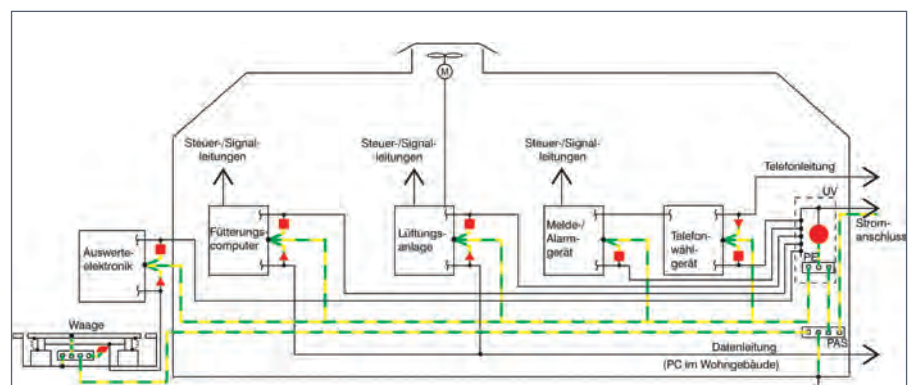 M
Steuer-/Signal-
leitungen
Steuer-/Signal-
leitungen
Steuer-/Signal-
leitungen
Telefonleitung
UV
Fütterungs-
computer
Lüftungs-
anlage
Melde-/
Alarm-
gerät
Telefon-
wähl-
gerät
Strom-
anschluss
Auswerte-
elektronik
PE
Waage
PAS
Datenleitung
(PC im Wohngebäude)